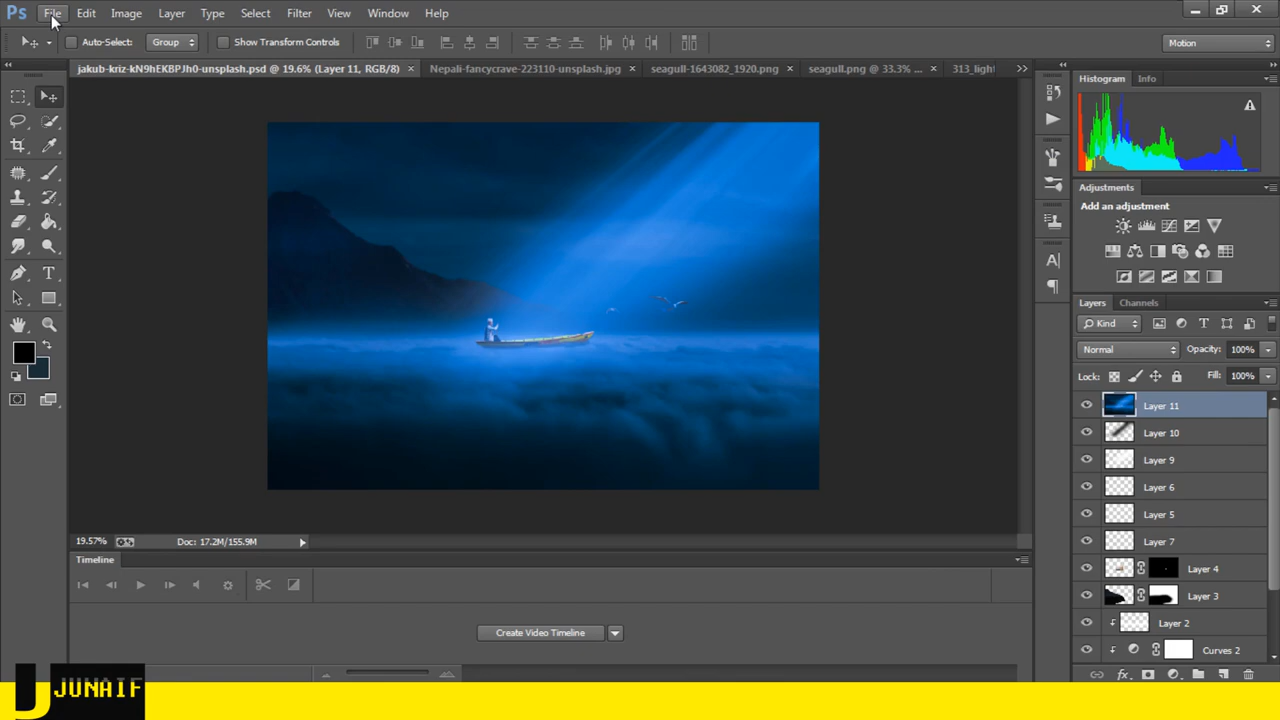 Ps File Edit Image Layer Type Select Filter View Window Help
Auto-Select: Group Show Transform Controls Motion
jakub-kriz-kN9hEKBPJh0-unsplash.psd @ 19.6% (Layer 11, RGB/8) × Nepali-fancycrave-223110-unsplash.jpg × seagull-1643082_1920.png × seagull.png @ 33.3% ... × 313_light
Histogram Info
Adjustments
Add an adjustment
Layers Channels
Kind
Normal Opacity: 100%
Lock: Fill: 100%
Layer 11
Layer 10
Layer 9
Layer 6
Layer 5
Layer 7
Layer 4
Layer 3
Layer 2
Curves 2
19.57% Doc: 17.2M/155.9M
Timeline
Create Video Timeline
JUNAIF